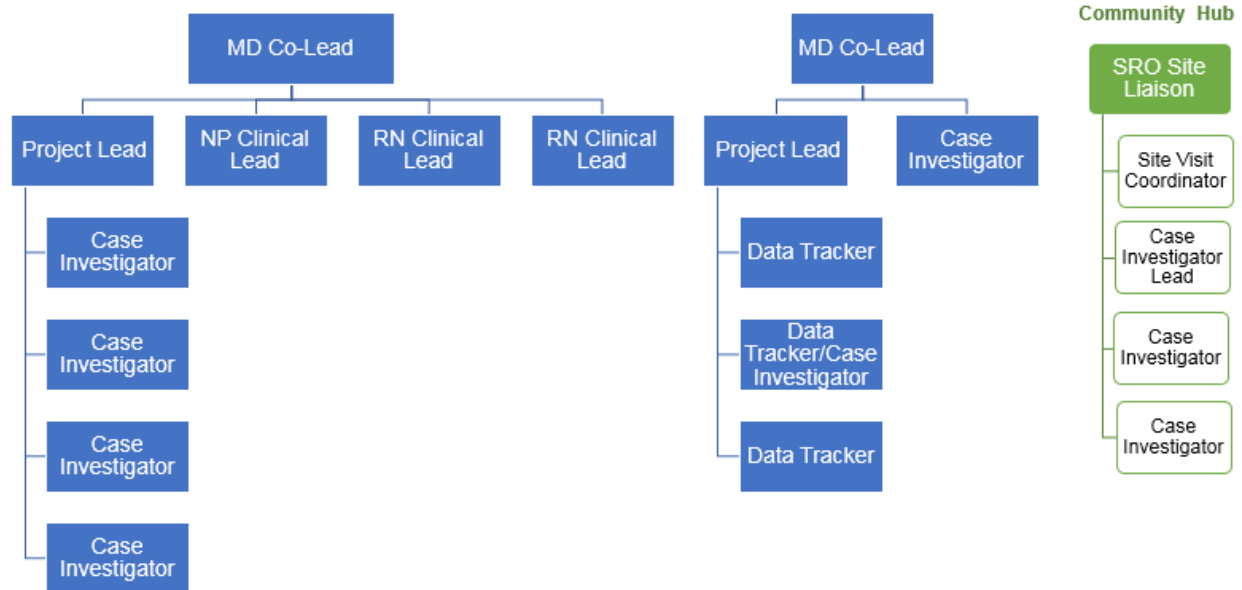 Community Hub
MD Co-Lead
Project Lead
NP Clinical
Lead
RN Clinical
Lead
RN Clinical
Lead
Case
Investigator
Case
Investigator
Case
Investigator
Case
Investigator
MD Co-Lead
Project Lead
Case
Investigator
Data Tracker
Data
Tracker/Case
Investigator
Data Tracker
SRO Site
Liaison
Site Visit
Coordinator
Case
Investigator
Lead
Case
Investigator
Case
Investigator